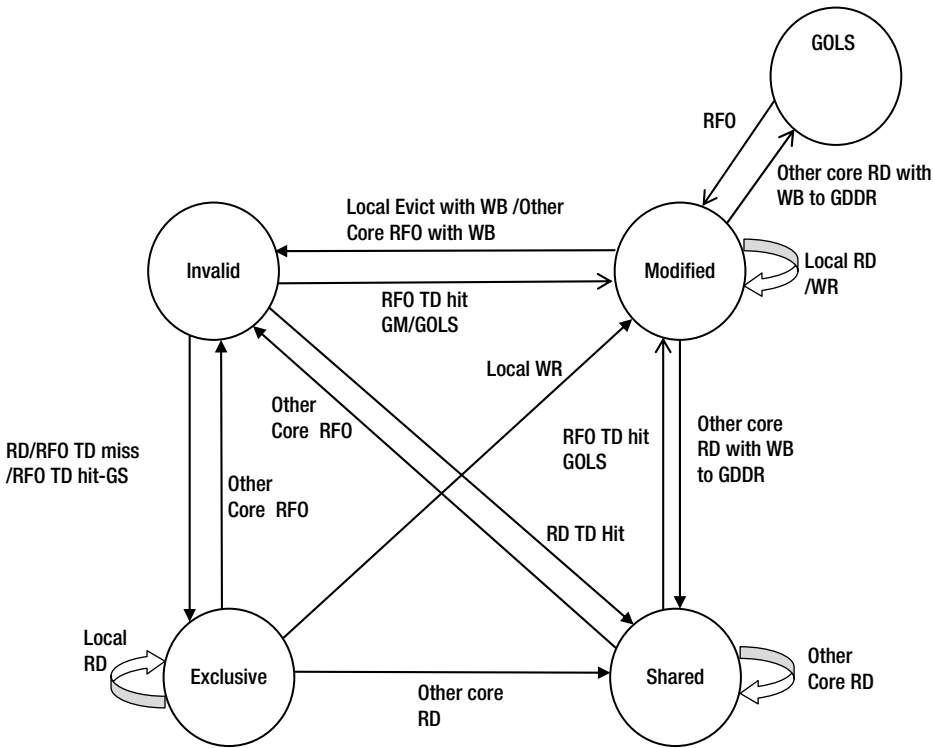 GOLS
RFO
Other core RD with
WB to GDDR
Local Evict with WB /Other
Core RFO with WB
Invalid
Modified
Local RD
/WR
RFO TD hit
GM/GOLS
Local WR
Other
Core RFO
RFO TD hit
GOLS
Other core
RD with WB
to GDDR
RD/RFO TD miss
/RFO TD hit-GS
Other
Core RFO
RD TD Hit
Local
RD
Exclusive
Other core
RD
Shared
Other
Core RD